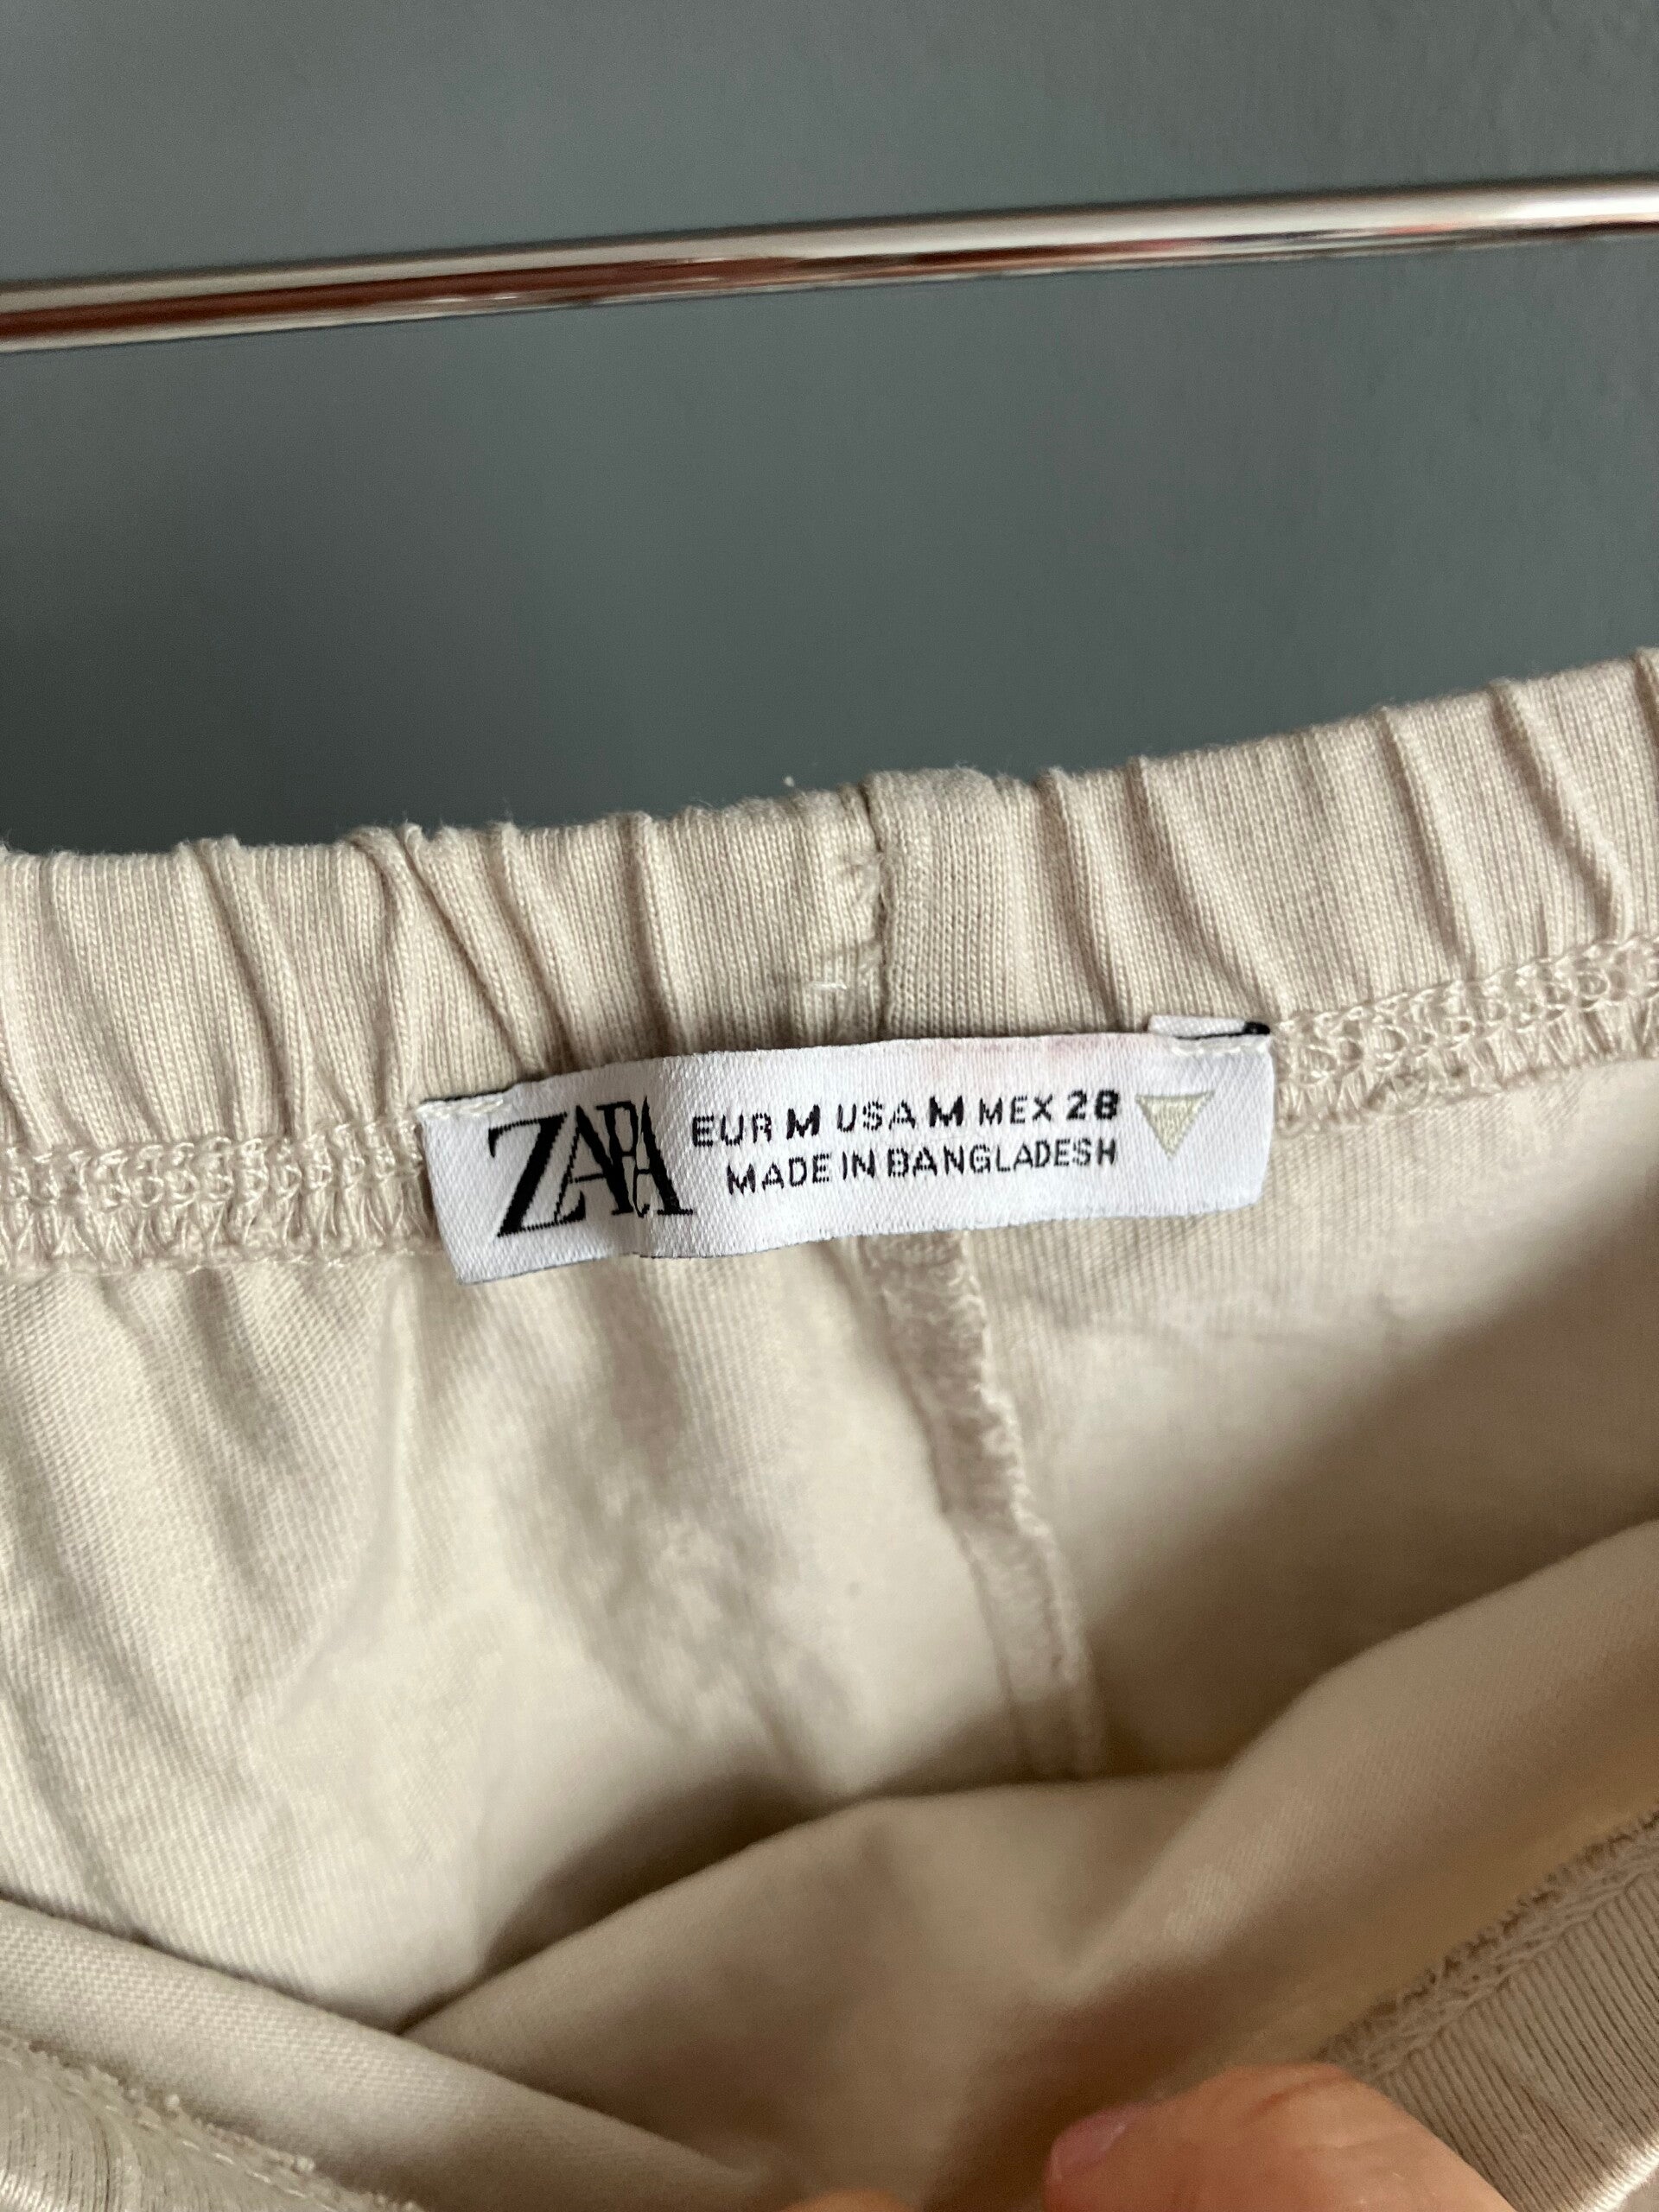 ZARA
EUR M USA M MEX 28
MADE IN BANGLADESH